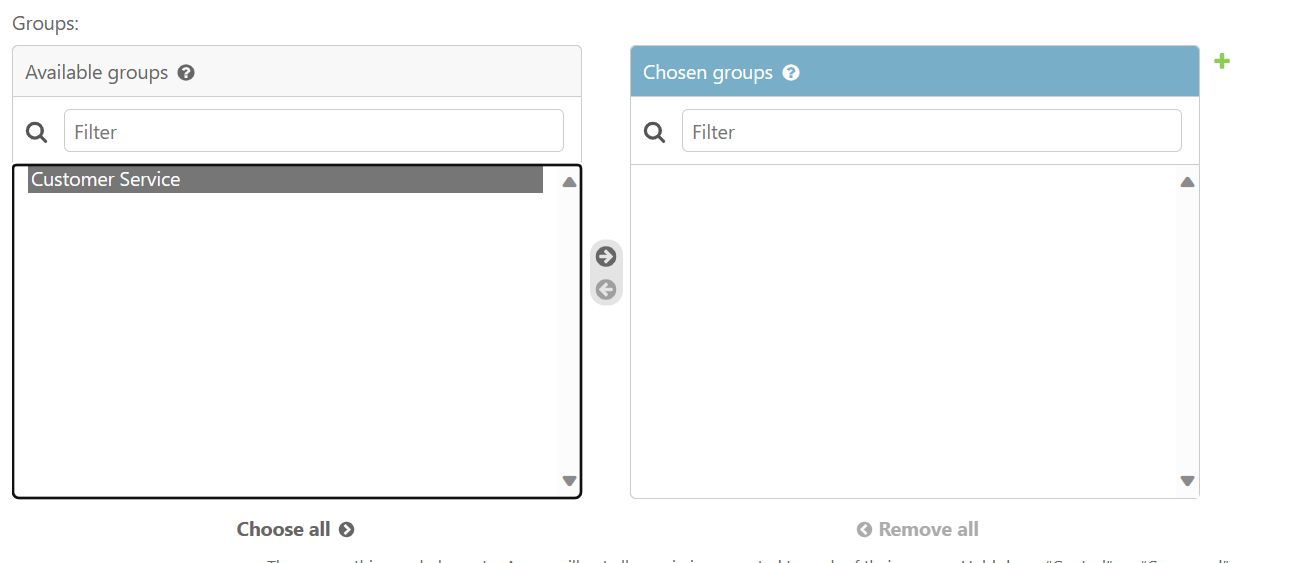 Groups:
Available groups
Chosen groups
Filter
Filter
Customer Service
Choose all
Remove all